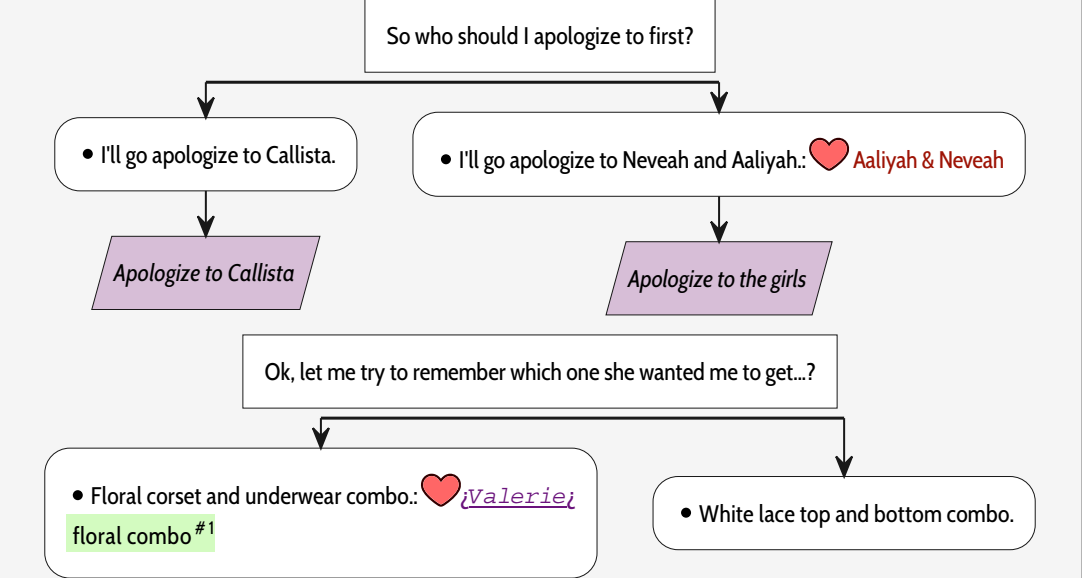 So who should I apologize to first?
• I'll go apologize to Callista.
• I'll go apologize to Neveah and Aaliyah.: Aaliyah & Neveah
Apologize to Callista
Apologize to the girls
Ok, let me try to remember which one she wanted me to get...?
• Floral corset and underwear combo.: ¿Valerie¿
floral combo #1
• White lace top and bottom combo.